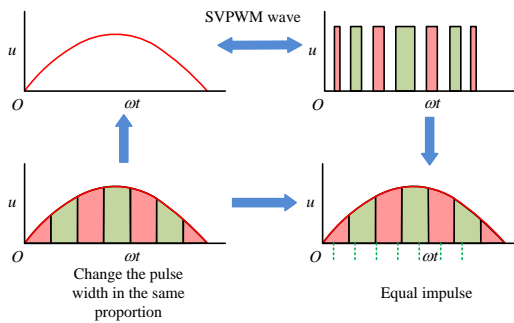 SVPWM wave
u
O
ωt
u
O
ωt
u
O
ωt
u
O
ωt
Change the pulse
width in the same
proportion
Equal impulse